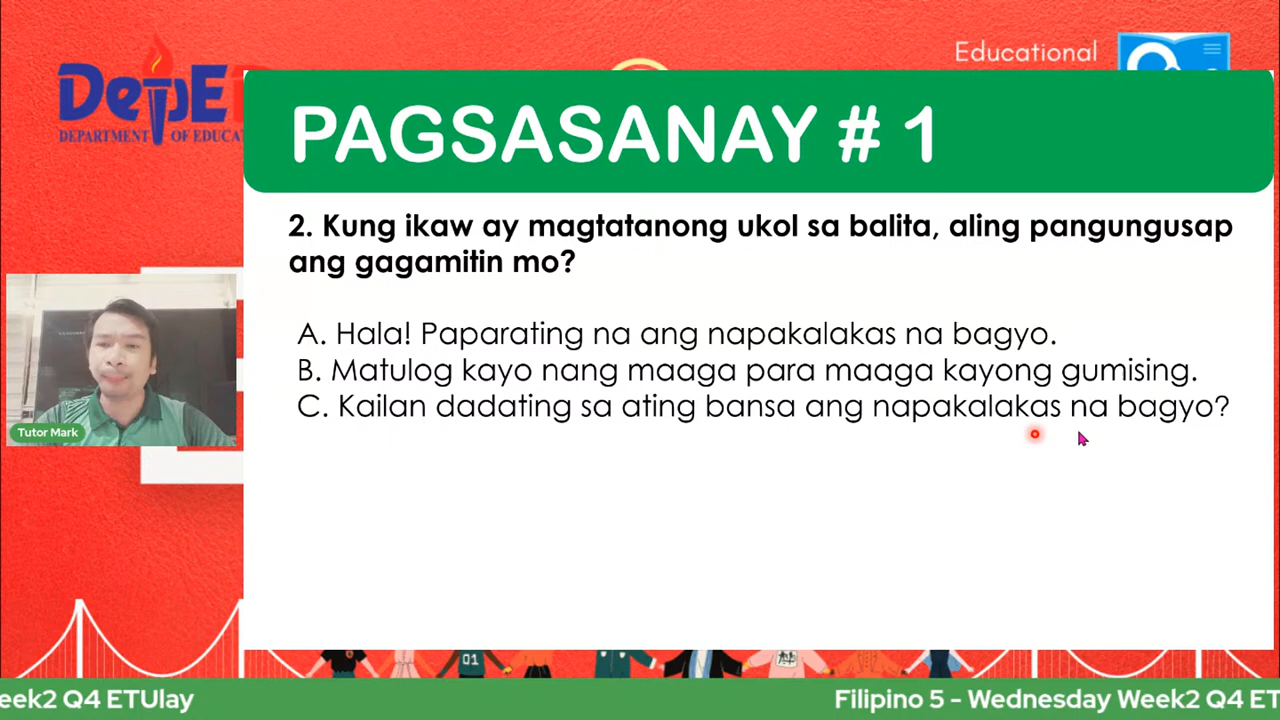 Educational
DepE
DEPARTMENT OF EDUCAT
PAGSASANAY # 1
2. Kung ikaw ay magtatanong ukol sa balita, aling pangungusap
ang gagamitin mo?
A. Hala! Paparating na ang napakalakas na bagyo.
B. Matulog kayo nang maaga para maaga kayong gumising.
C. Kailan dadating sa ating bansa ang napakalakas na bagyo?
Tutor Mark
01
eek2 Q4 ETUlay
Filipino 5 - Wednesday Week2 Q4 ET